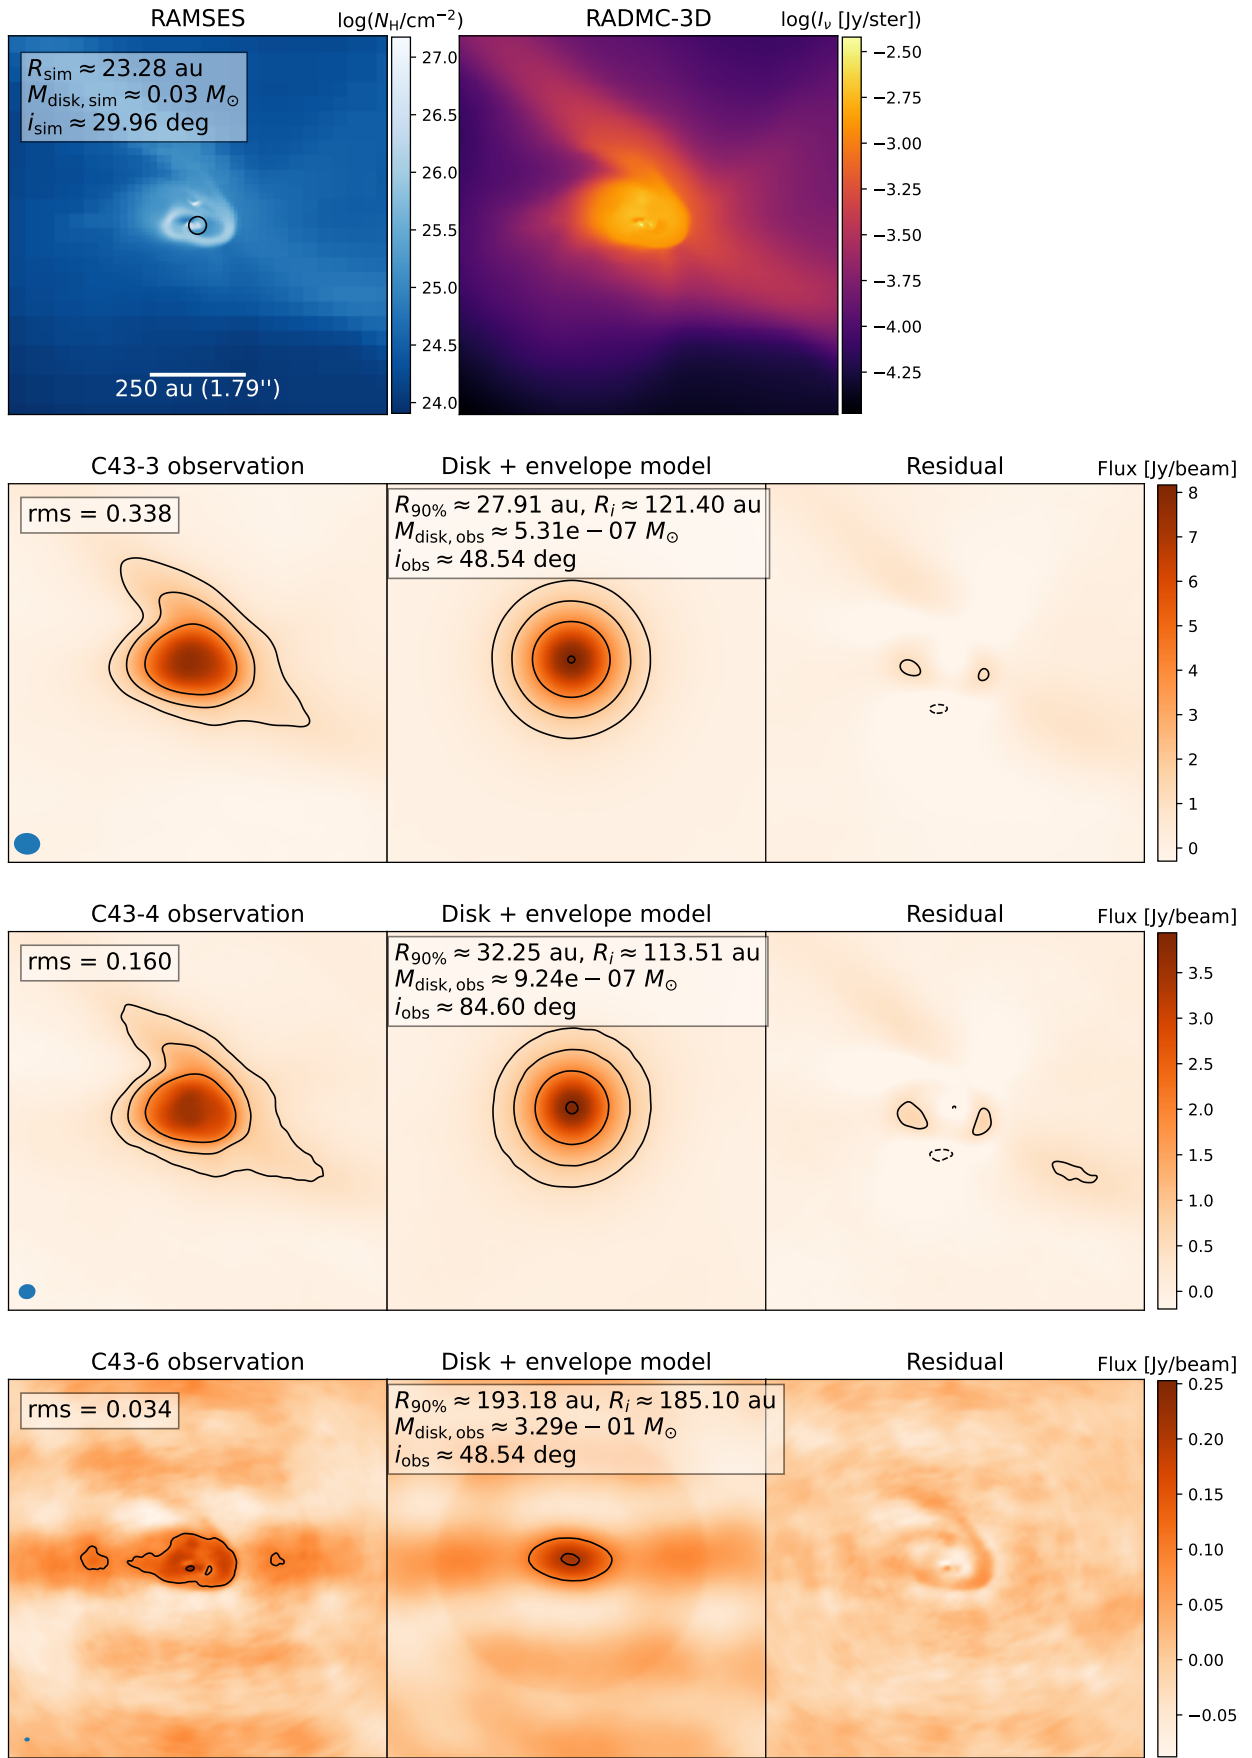 RAMSES
log(N_H/cm⁻²)
RADMC-3D
log(I_ν [Jy/ster])
R_sim ≈ 23.28 au
M_disk, sim ≈ 0.03 M_⊙
i_sim ≈ 29.96 deg
250 au (1.79'')
27.0
26.5
26.0
25.5
25.0
24.5
24.0
−2.50
−2.75
−3.00
−3.25
−3.50
−3.75
−4.00
−4.25
C43-3 observation
Disk + envelope model
Residual
Flux [Jy/beam]
rms = 0.338
R_90% ≈ 27.91 au, R_i ≈ 121.40 au
M_disk, obs ≈ 5.31e − 07 M_⊙
i_obs ≈ 48.54 deg
8
7
6
5
4
3
2
1
0
C43-4 observation
Disk + envelope model
Residual
Flux [Jy/beam]
rms = 0.160
R_90% ≈ 32.25 au, R_i ≈ 113.51 au
M_disk, obs ≈ 9.24e − 07 M_⊙
i_obs ≈ 84.60 deg
3.5
3.0
2.5
2.0
1.5
1.0
0.5
0.0
C43-6 observation
Disk + envelope model
Residual
Flux [Jy/beam]
rms = 0.034
R_90% ≈ 193.18 au, R_i ≈ 185.10 au
M_disk, obs ≈ 3.29e − 01 M_⊙
i_obs ≈ 48.54 deg
0.25
0.20
0.15
0.10
0.05
0.00
−0.05